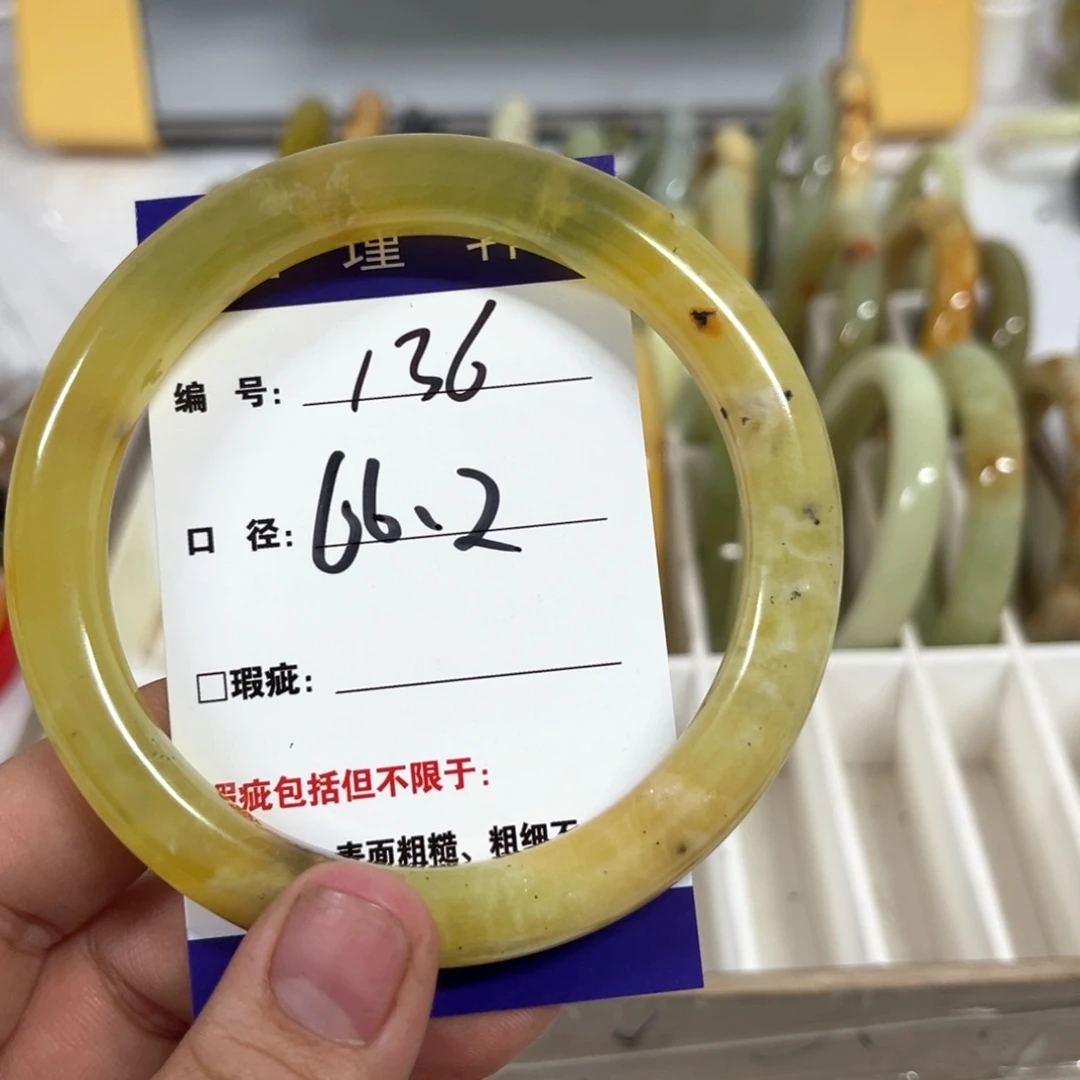 理
编 号: 136
口 径: 66.2
□瑕疵:
瑕疵包括但不限于:
表面粗糙、粗细不